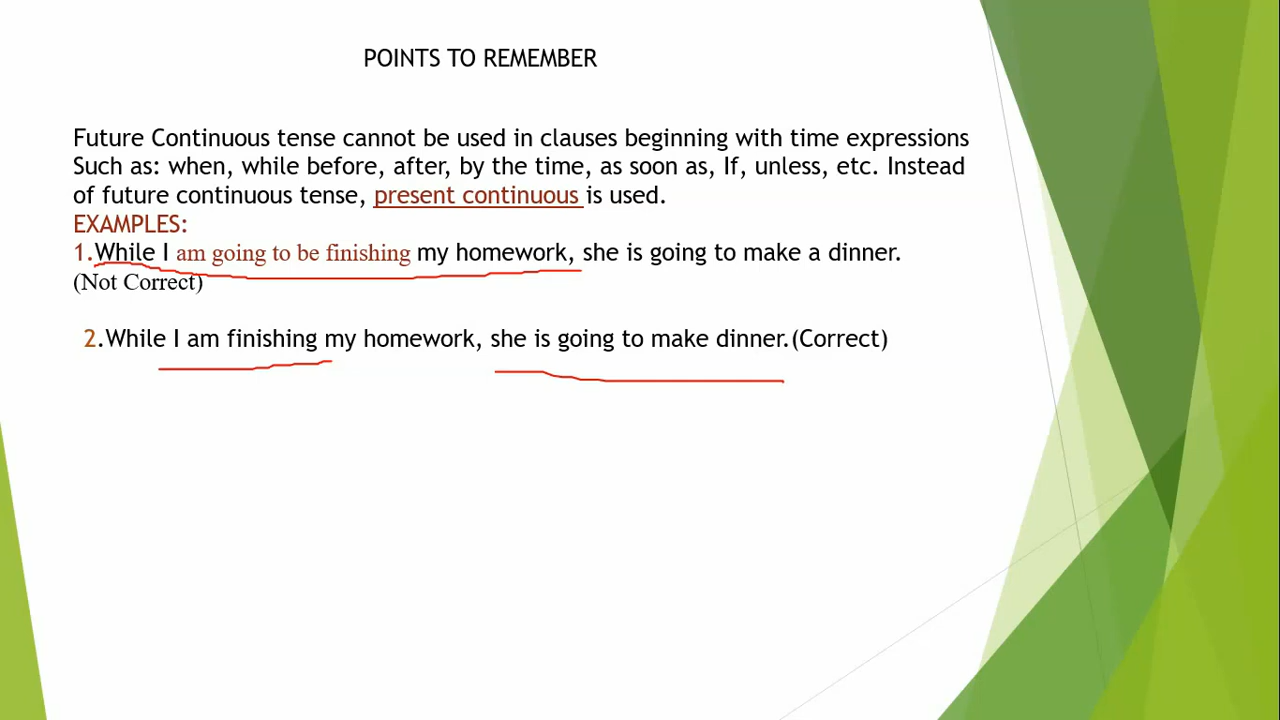 POINTS TO REMEMBER
Future Continuous tense cannot be used in clauses beginning with time expressions
Such as: when, while before, after, by the time, as soon as, If, unless, etc. Instead
of future continuous tense, present continuous is used.
EXAMPLES:
1.While I am going to be finishing my homework, she is going to make a dinner.
(Not Correct)
2.While I am finishing my homework, she is going to make dinner.(Correct)